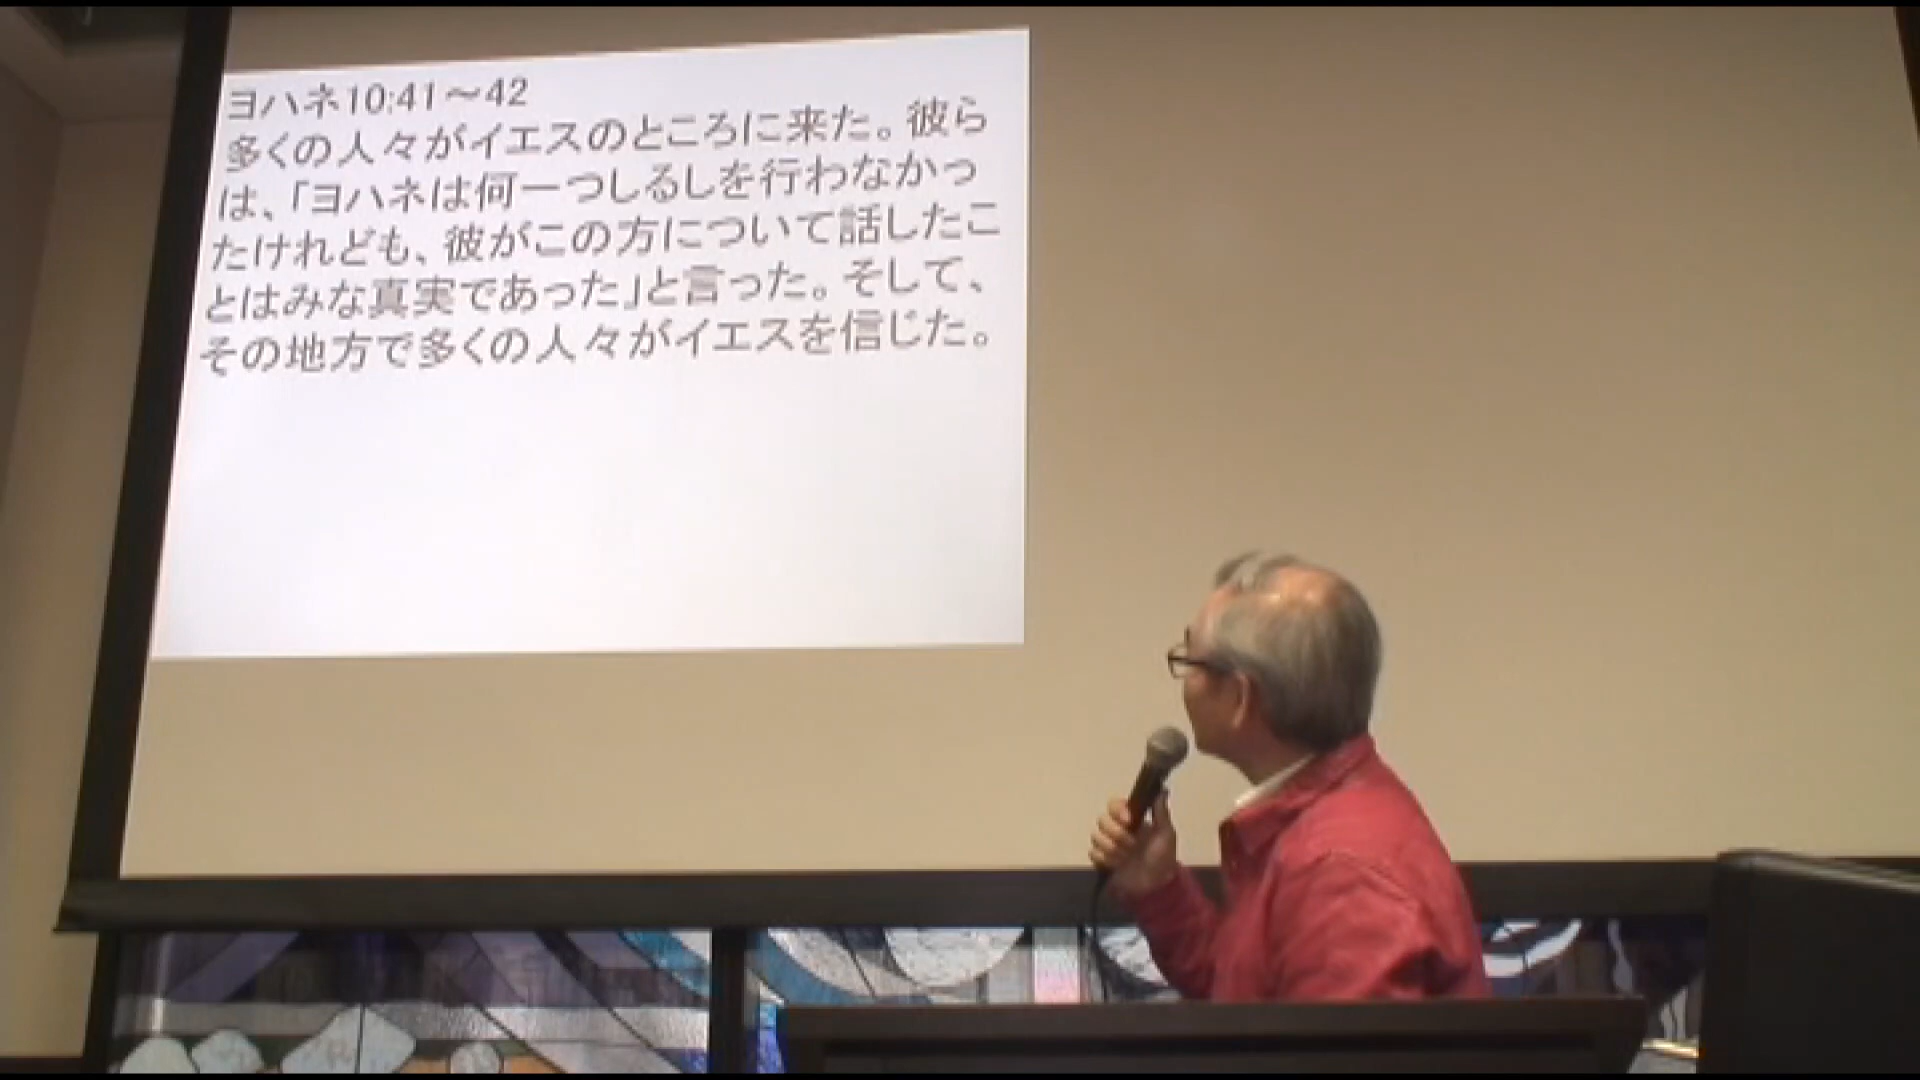 ヨハネ10:41～42
多くの人々がイエスのところに来た。彼ら
は、「ヨハネは何一つしるしを行わなかっ
たけれども、彼がこの方について話したこ
とはみな真実であった」と言った。そして、
その地方で多くの人々がイエスを信じた。